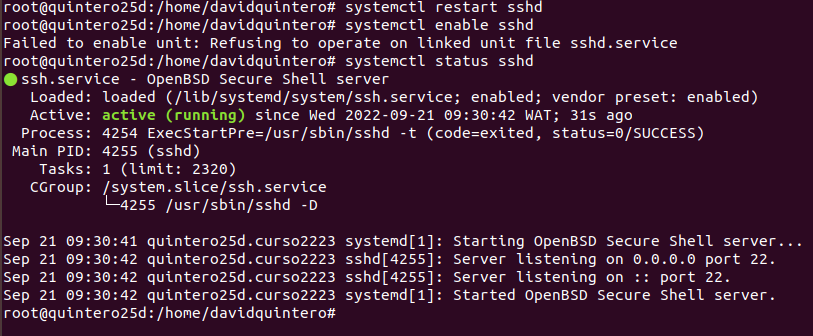 root@quintero25d:/home/davidquintero# systemctl restart sshd
root@quintero25d:/home/davidquintero# systemctl enable sshd
Failed to enable unit: Refusing to operate on linked unit file sshd.service
root@quintero25d:/home/davidquintero# systemctl status sshd
● ssh.service - OpenBSD Secure Shell server
   Loaded: loaded (/lib/systemd/system/ssh.service; enabled; vendor preset: enabled)
   Active: active (running) since Wed 2022-09-21 09:30:42 WAT; 31s ago
  Process: 4254 ExecStartPre=/usr/sbin/sshd -t (code=exited, status=0/SUCCESS)
 Main PID: 4255 (sshd)
    Tasks: 1 (limit: 2320)
   CGroup: /system.slice/ssh.service
           └─4255 /usr/sbin/sshd -D

Sep 21 09:30:41 quintero25d.curso2223 systemd[1]: Starting OpenBSD Secure Shell server...
Sep 21 09:30:42 quintero25d.curso2223 sshd[4255]: Server listening on 0.0.0.0 port 22.
Sep 21 09:30:42 quintero25d.curso2223 sshd[4255]: Server listening on :: port 22.
Sep 21 09:30:42 quintero25d.curso2223 systemd[1]: Started OpenBSD Secure Shell server.
root@quintero25d:/home/davidquintero#